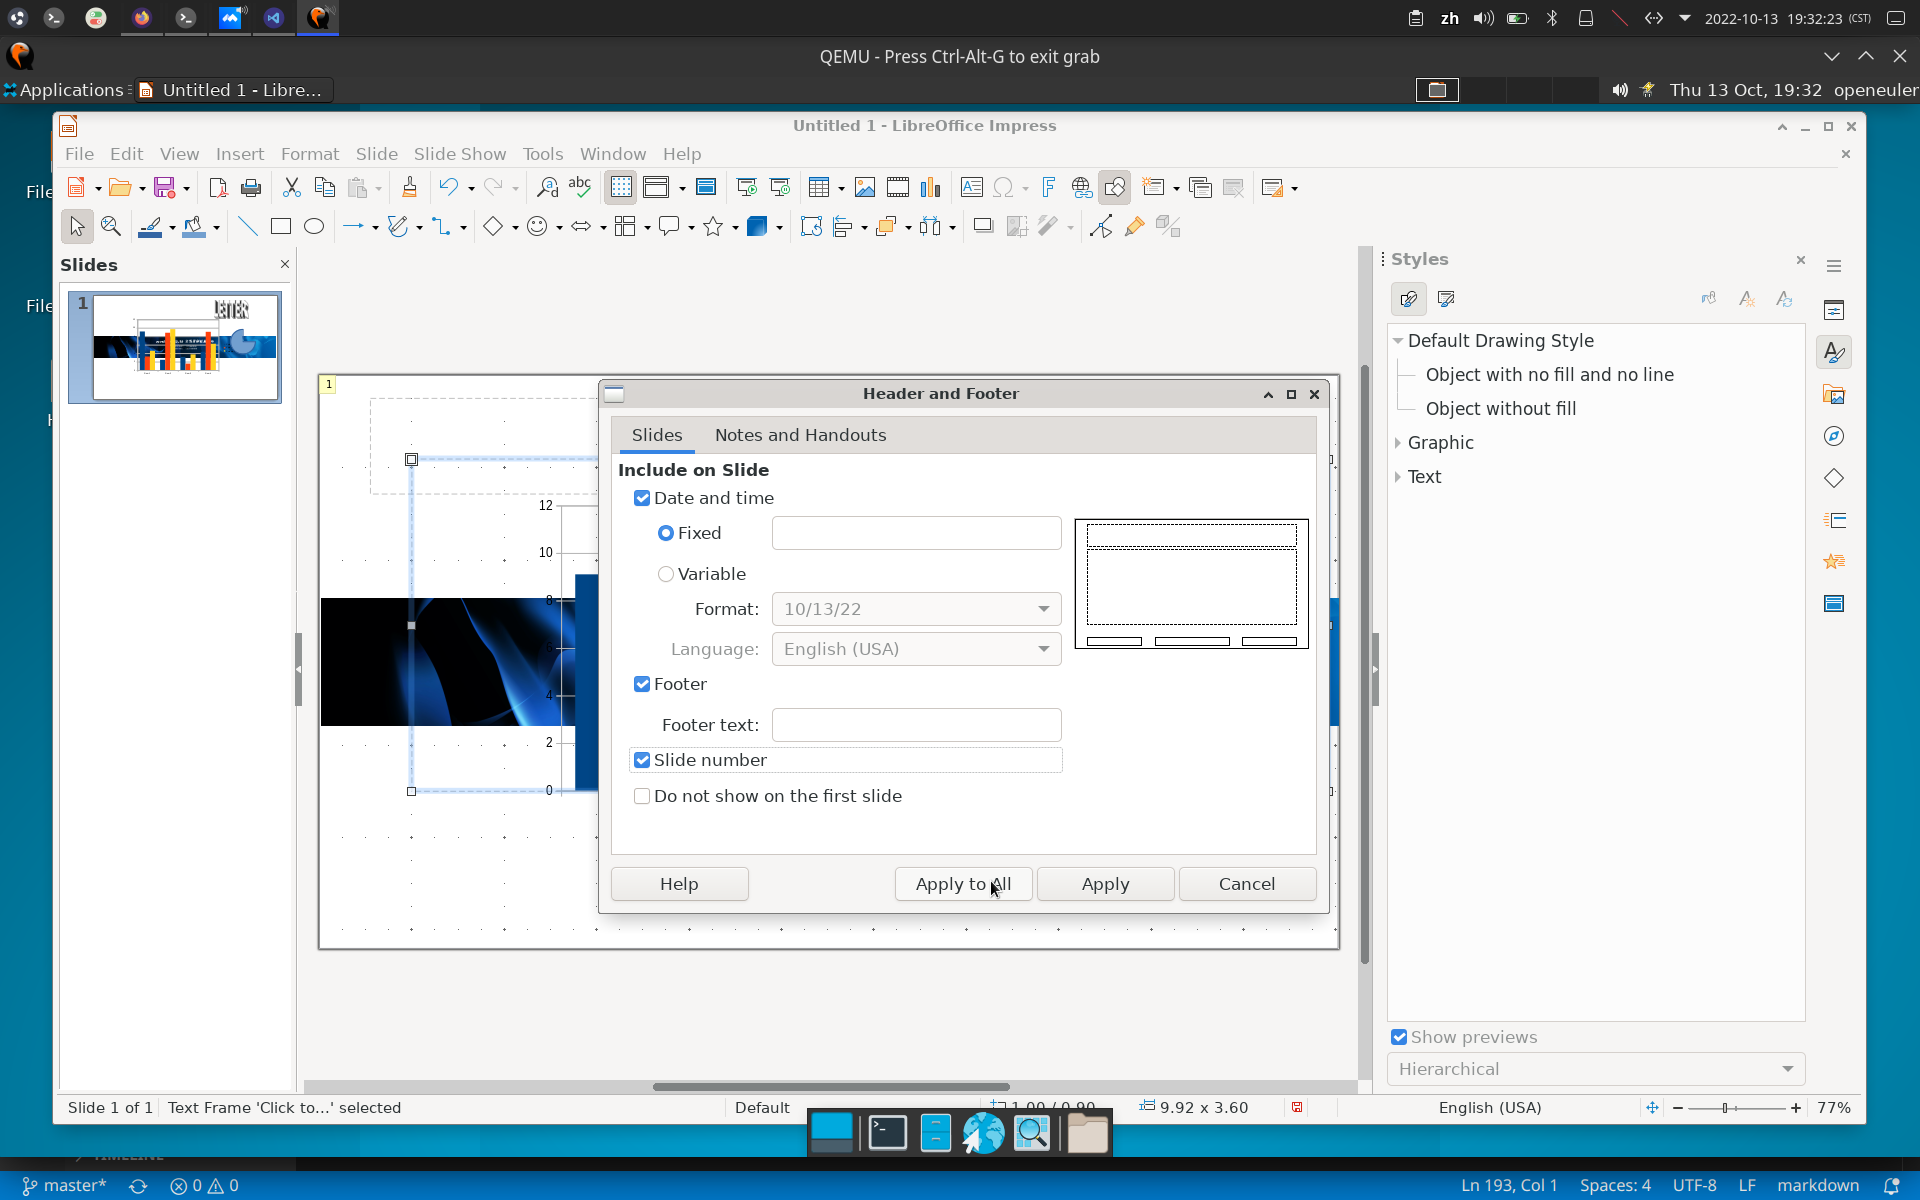 zh
2022-10-13 19:32:23 (CST)
QEMU - Press Ctrl-Alt-G to exit grab
Applications
Untitled 1 - Libre...
Thu 13 Oct, 19:32 openeuler
Untitled 1 - LibreOffice Impress
File Edit View Insert Format Slide Slide Show Tools Window Help
abc
Slides
Styles
File
File
1
LETTER
Default Drawing Style
Object with no fill and no line
Object without fill
Graphic
Text
1
Header and Footer
Slides
Notes and Handouts
Include on Slide
Date and time
Fixed
Variable
Format: 10/13/22
Language: English (USA)
Footer
Footer text:
Slide number
Do not show on the first slide
Help
Apply to All
Apply
Cancel
12
10
8
6
4
2
0
Show previews
Hierarchical
Slide 1 of 1
Text Frame 'Click to...' selected
Default
1.00 / 0.90
9.92 x 3.60
English (USA)
77%
TIMELINE
master*
0
0
Ln 193, Col 1
Spaces: 4
UTF-8
LF
markdown